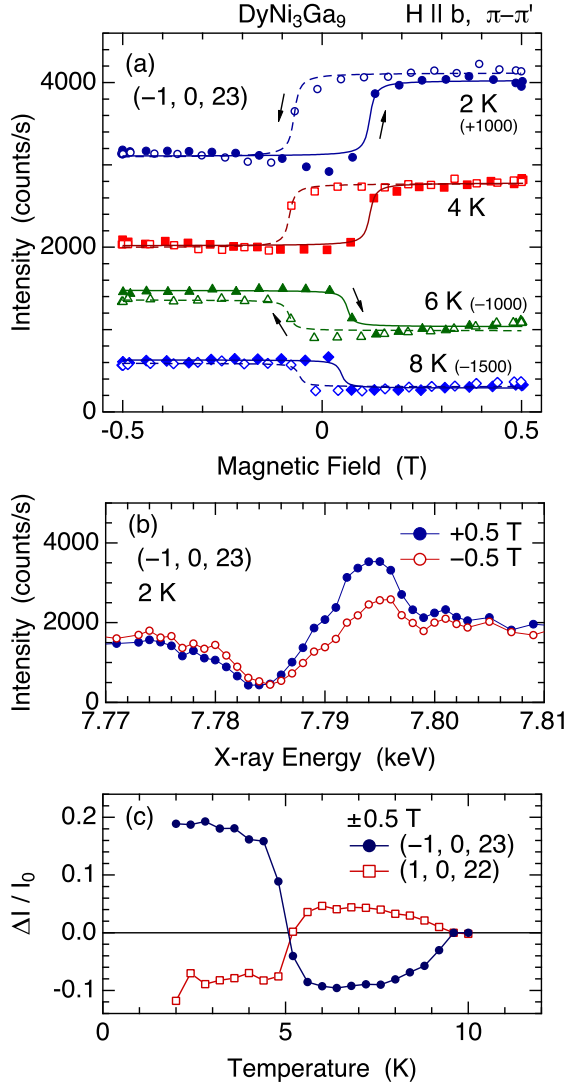 DyNi₃Ga₉ H || b, π−π'
(a)
(−1, 0, 23)
2 K
(+1000)
4 K
6 K (−1000)
8 K (−1500)
4000
2000
0
Intensity (counts/s)
-0.5 0 0.5
Magnetic Field (T)
(b)
(−1, 0, 23)
2 K
+0.5 T
−0.5 T
4000
2000
0
Intensity (counts/s)
7.77 7.78 7.79 7.80 7.81
X-ray Energy (keV)
(c)
±0.5 T
(−1, 0, 23)
(1, 0, 22)
0.2
0.1
0.0
-0.1
ΔI / I₀
0 5 10
Temperature (K)